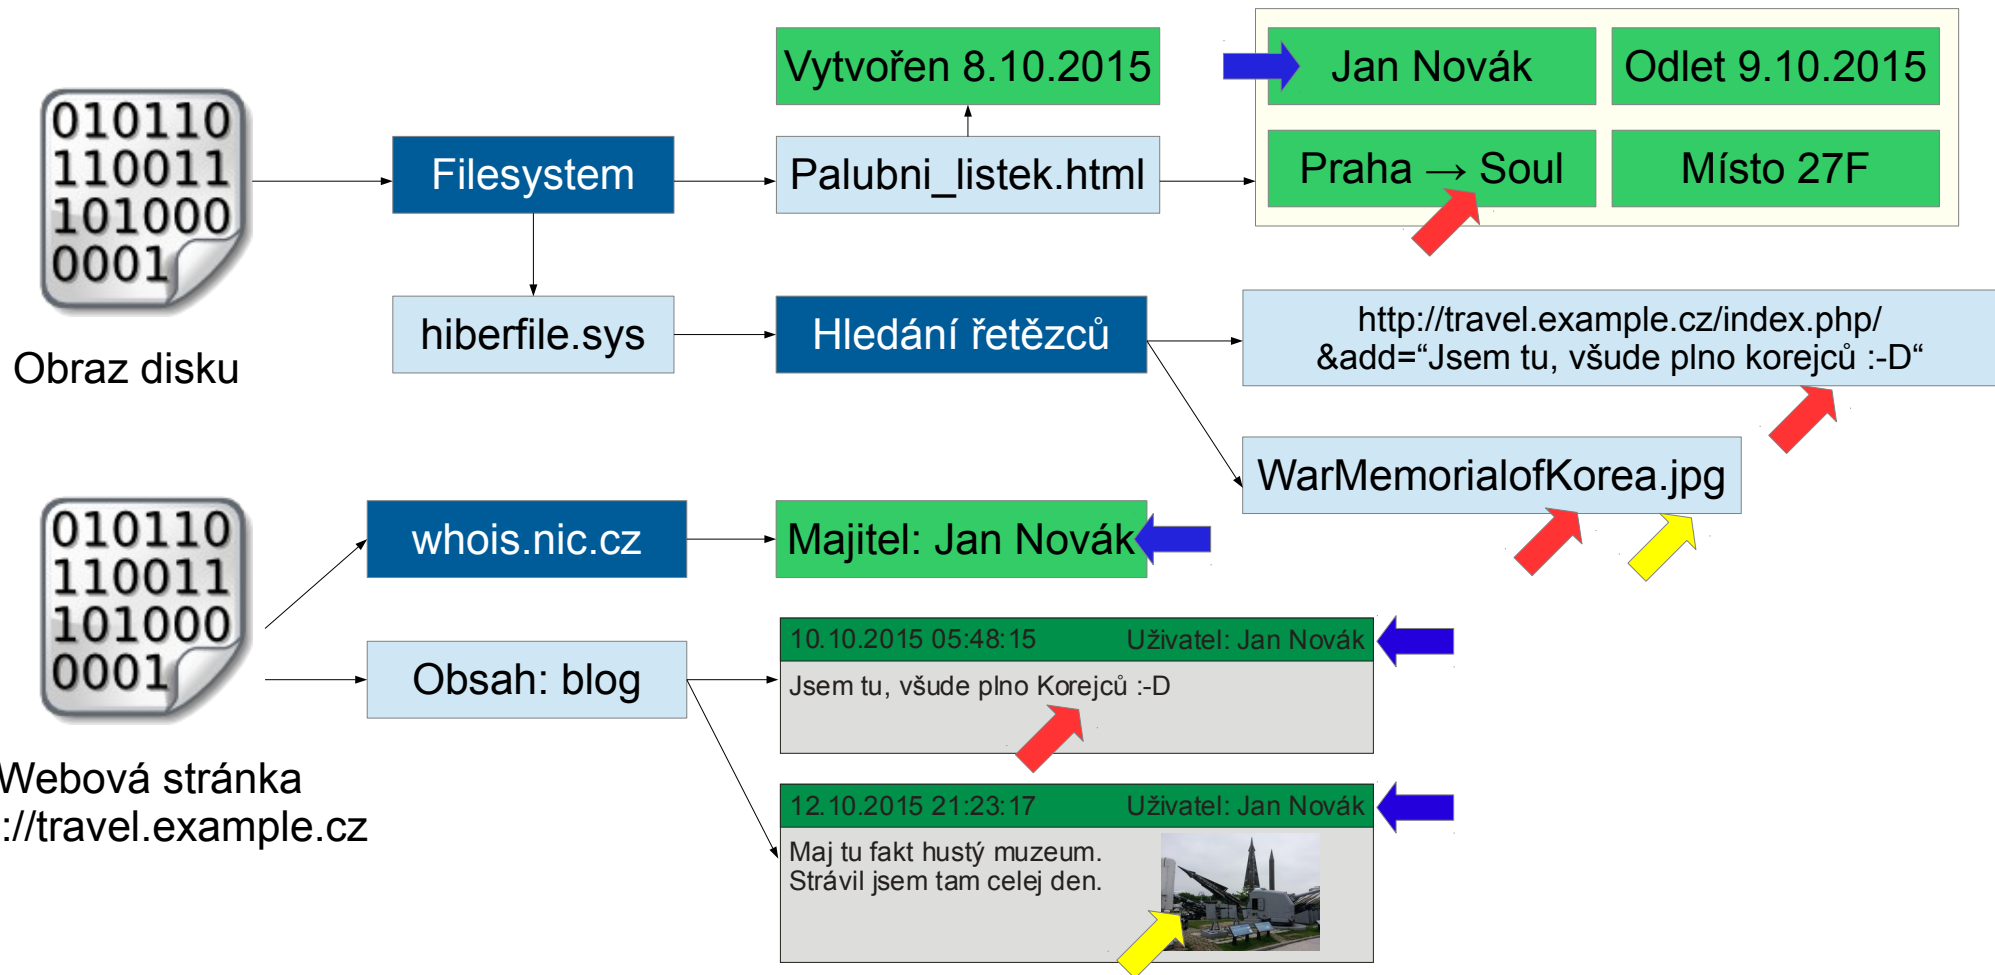 010110
110011
101000
0001
Obraz disku
Filesystem
Vytvořen 8.10.2015
Palubni_listek.html
Jan Novák
Odlet 9.10.2015
Praha → Soul
Místo 27F
hiberfile.sys
Hledání řetězců
http://travel.example.cz/index.php/
&add=“Jsem tu, všude plno korejců :-D“
WarMemorialofKorea.jpg
010110
110011
101000
0001
Webová stránka
://travel.example.cz
whois.nic.cz
Majitel: Jan Novák
Obsah: blog
10.10.2015 05:48:15 Uživatel: Jan Novák
Jsem tu, všude plno Korejců :-D
12.10.2015 21:23:17 Uživatel: Jan Novák
Maj tu fakt hustý muzeum.
Strávil jsem tam celej den.